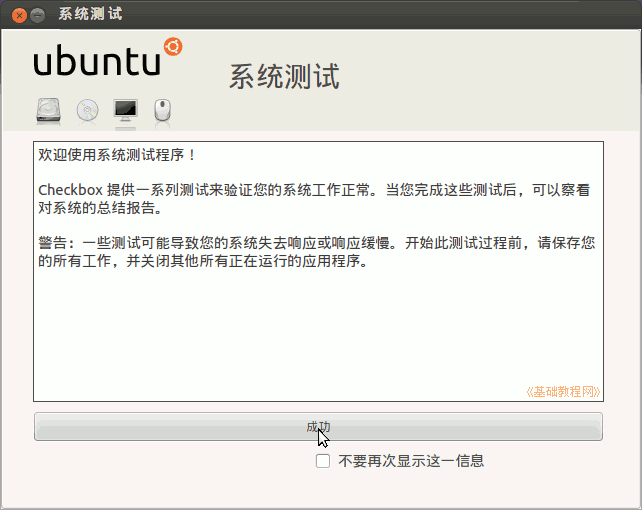 系统测试
ubuntu
系统测试
欢迎使用系统测试程序！
Checkbox 提供一系列测试来验证您的系统工作正常。当您完成这些测试后，可以察看
对系统的总结报告。
警告：一些测试可能导致您的系统失去响应或响应缓慢。开始此测试过程前，请保存您
的所有工作，并关闭其他所有正在运行的应用程序。
《基础教程网》
成功
不要再次显示这一信息